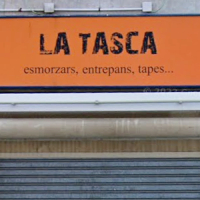 LA TASCA
esmorzars, entrepans, tapes...